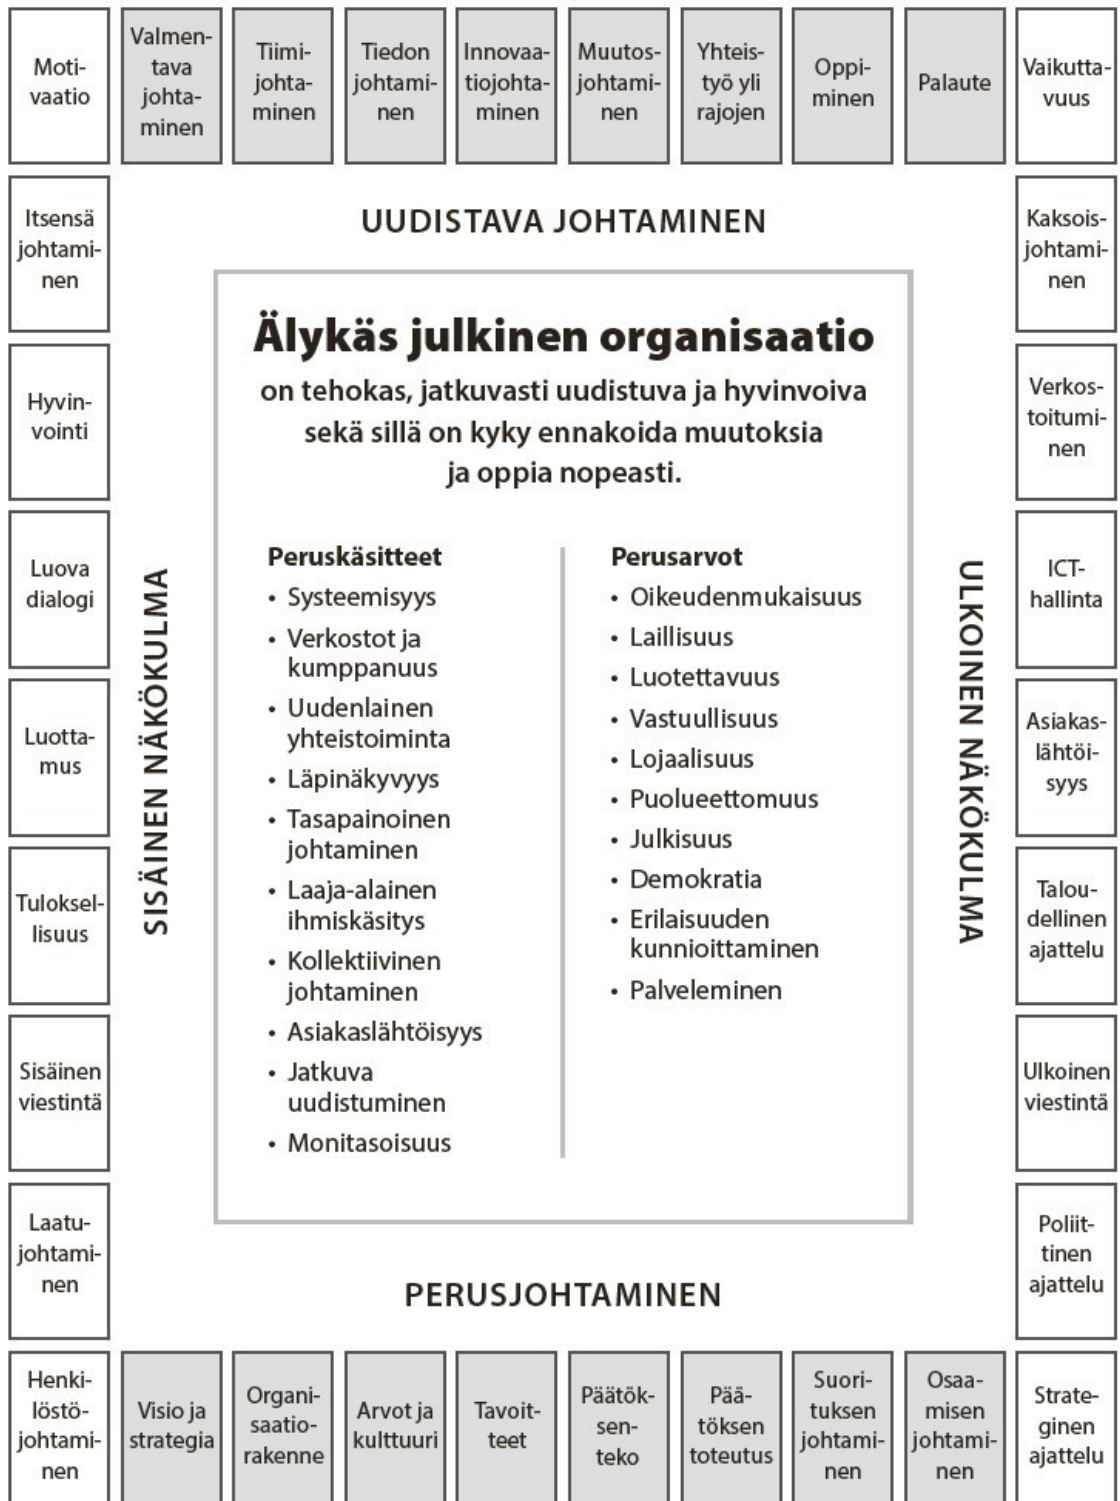 Moti-
vaatio
Valmen-
tava
johta-
minen
Tiimi-
johta-
minen
Tiedon
johtami-
nen
Innovaa-
tiojohta-
minen
Muutos-
johtami-
nen
Yhteis-
työ yli
rajojen
Oppi-
minen
Palaute
Vaikutta-
vuus
Itsensä
johtami-
nen
Hyvin-
vointi
Luova
dialogi
Luotta-
mus
Tuloksel-
lisuus
Sisäinen
viestintä
Laatu-
johtami-
nen
SISÄINEN NÄKÖKULMA
UUDISTAVA JOHTAMINEN
Älykäs julkinen organisaatio
on tehokas, jatkuvasti uudistuva ja hyvinvoiva
sekä sillä on kyky ennakoida muutoksia
ja oppia nopeasti.
Peruskäsitteet
• Systeemisyys
• Verkostot ja
kumppanuus
• Uudenlainen
yhteistoiminta
• Läpinäkyvyys
• Tasapainoinen
johtaminen
• Laaja-alainen
ihmiskäsitys
• Kollektiivinen
johtaminen
• Asiakaslähtöisyys
• Jatkuva
uudistuminen
• Monitasoisuus
Perusarvot
• Oikeudenmukaisuus
• Laillisuus
• Luotettavuus
• Vastuullisuus
• Lojaalisuus
• Puolueettomuus
• Julkisuus
• Demokratia
• Erilaisuuden
kunnioittaminen
• Palveleminen
PERUSJOHTAMINEN
ULKOINEN NÄKÖKULMA
Kaksois-
johtami-
nen
Verkos-
toitumi-
nen
ICT-
hallinta
Asiakas-
lähtöi-
syys
Talou-
dellinen
ajattelu
Ulkoinen
viestintä
Poliit-
tinen
ajattelu
Henki-
löstö-
johtami-
nen
Visio ja
strategia
Organi-
saatio-
rakenne
Arvot ja
kulttuuri
Tavoit-
teet
Päätök-
sen-
teko
Pää-
töksen
toteutus
Suori-
tuksen
johtami-
nen
Osaa-
misen
johtami-
nen
Strate-
ginen
ajattelu